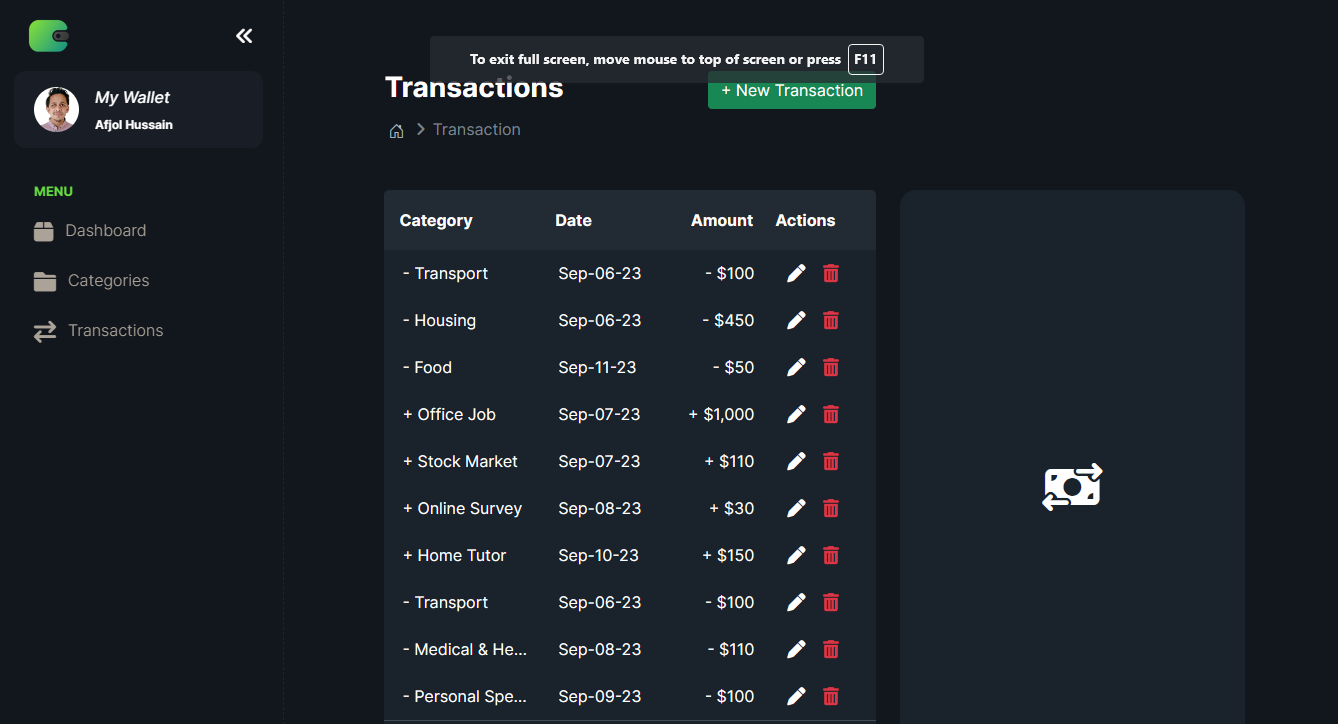 My Wallet
Afjol Hussain
MENU
Dashboard
Categories
Transactions
To exit full screen, move mouse to top of screen or press F11
Transactions
+ New Transaction
Transaction
Category Date Amount Actions
- Transport Sep-06-23 - $100
- Housing Sep-06-23 - $450
- Food Sep-11-23 - $50
+ Office Job Sep-07-23 + $1,000
+ Stock Market Sep-07-23 + $110
+ Online Survey Sep-08-23 + $30
+ Home Tutor Sep-10-23 + $150
- Transport Sep-06-23 - $100
- Medical & He... Sep-08-23 - $110
- Personal Spe... Sep-09-23 - $100